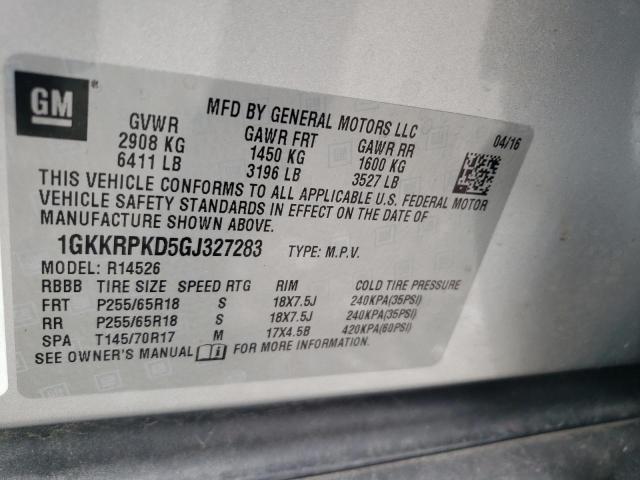 GM
MFD BY GENERAL MOTORS LLC 04/16
GVWR GAWR FRT GAWR RR
2908 KG 1450 KG 1600 KG
6411 LB 3196 LB 3527 LB
THIS VEHICLE CONFORMS TO ALL APPLICABLE U.S. FEDERAL MOTOR
VEHICLE SAFETY STANDARDS IN EFFECT ON THE DATE OF
MANUFACTURE SHOWN ABOVE.
1GKKRPKD5GJ327283 TYPE: M.P.V.
MODEL: R14526
RBBB TIRE SIZE SPEED RTG RIM COLD TIRE PRESSURE
FRT P255/65R18 S 18X7.5J 240KPA(35PSI)
RR P255/65R18 S 18X7.5J 240KPA(35PSI)
SPA T145/70R17 M 17X4.5B 420KPA(60PSI)
SEE OWNER'S MANUAL FOR MORE INFORMATION.